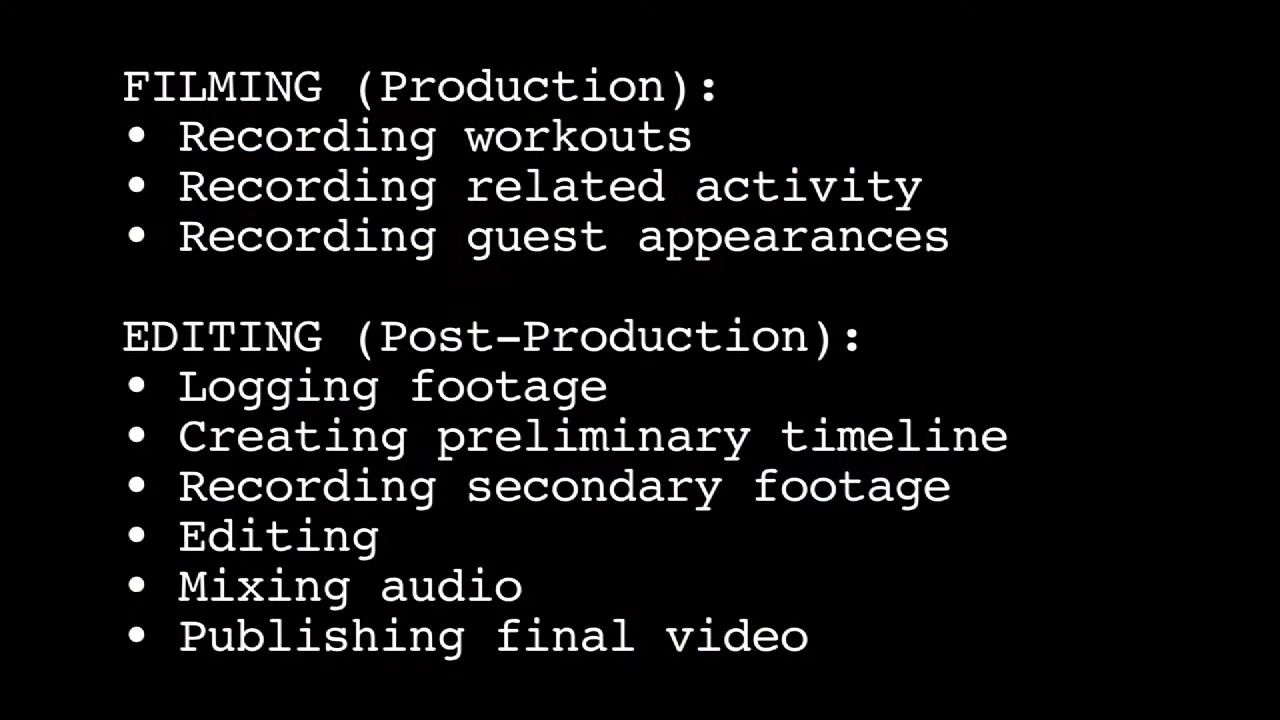 FILMING (Production):
• Recording workouts
• Recording related activity
• Recording guest appearances
EDITING (Post-Production):
• Logging footage
• Creating preliminary timeline
• Recording secondary footage
• Editing
• Mixing audio
• Publishing final video